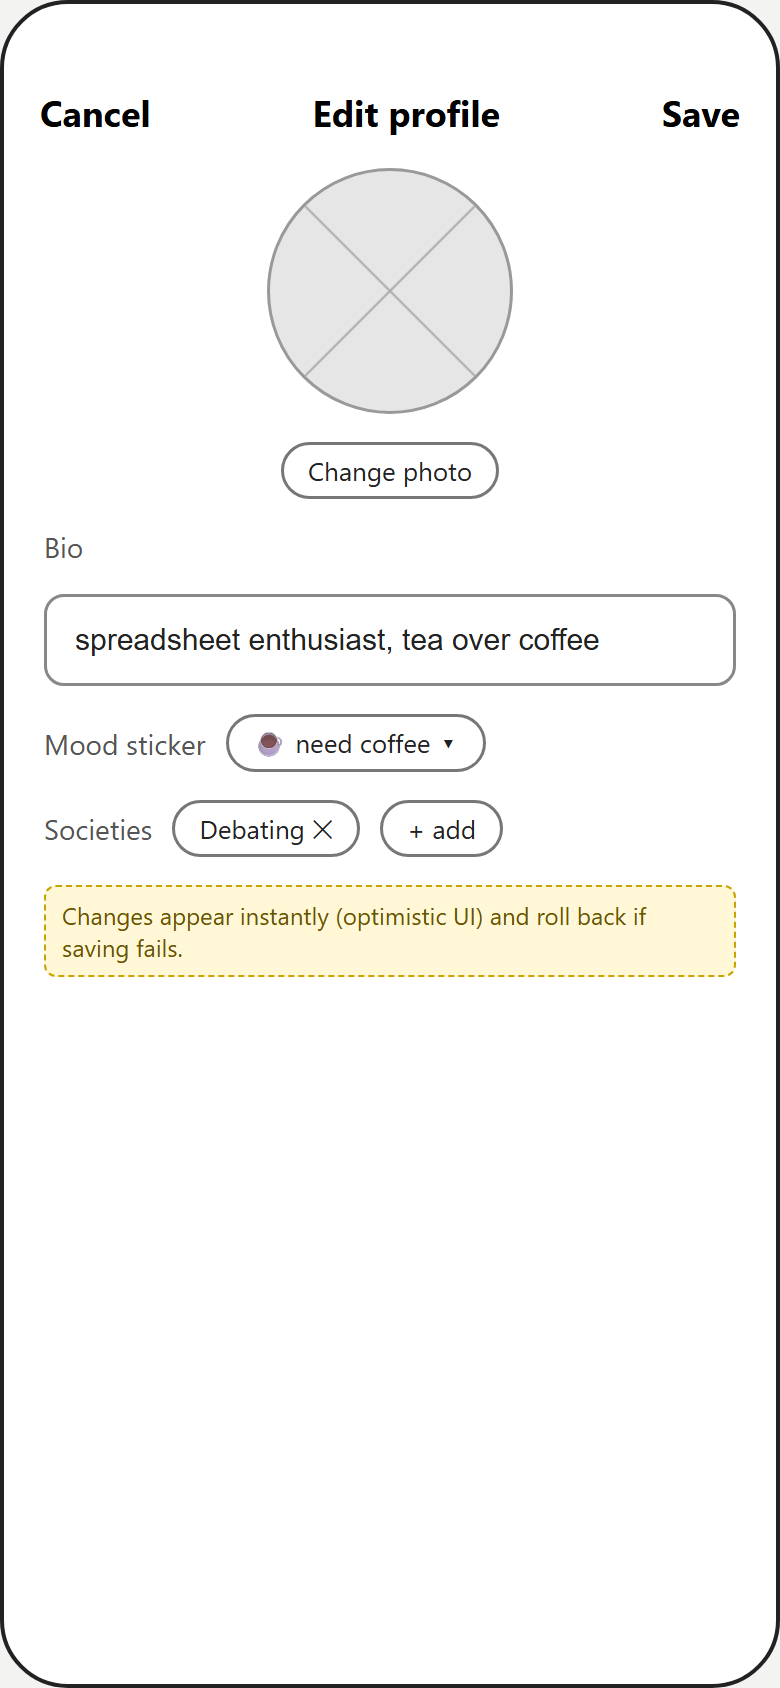 Cancel Edit profile Save
Change photo
Bio
spreadsheet enthusiast, tea over coffee
Mood sticker ☕ need coffee ▾
Societies Debating ✕ + add
Changes appear instantly (optimistic UI) and roll back if
saving fails.